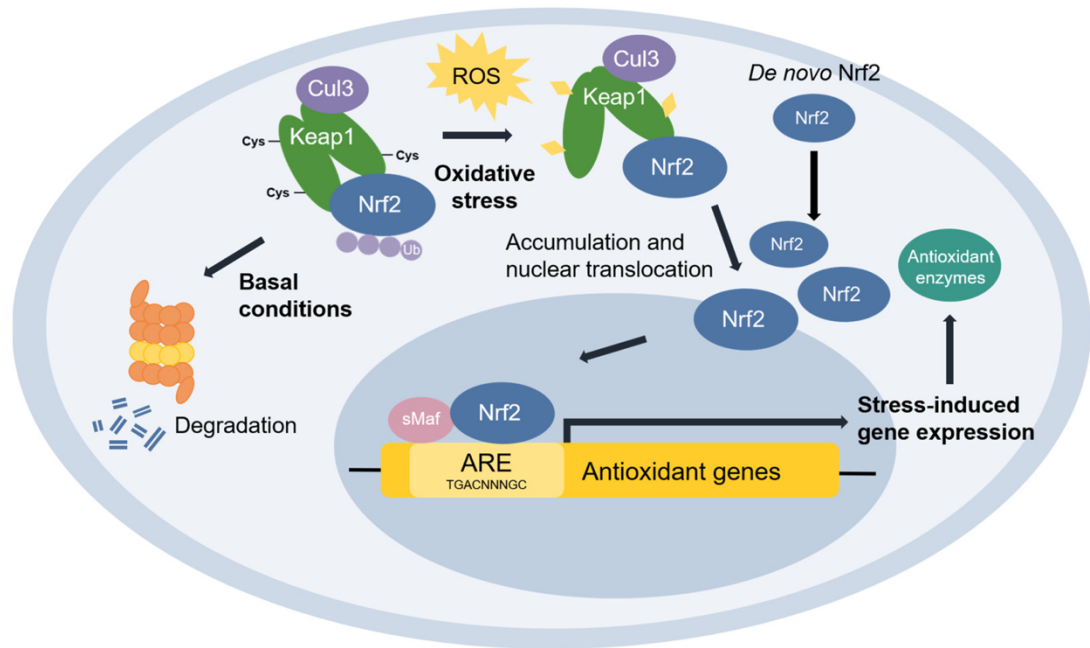 Cul3
Keap1
Cys
Cys
Cys
Nrf2
Ub
ROS
Oxidative
stress
Cul3
Keap1
Nrf2
De novo Nrf2
Nrf2
Nrf2
Nrf2
Nrf2
Accumulation and
nuclear translocation
Basal
conditions
Degradation
Antioxidant
enzymes
Stress-induced
gene expression
sMaf
Nrf2
ARE
TGACNNNGC
Antioxidant genes